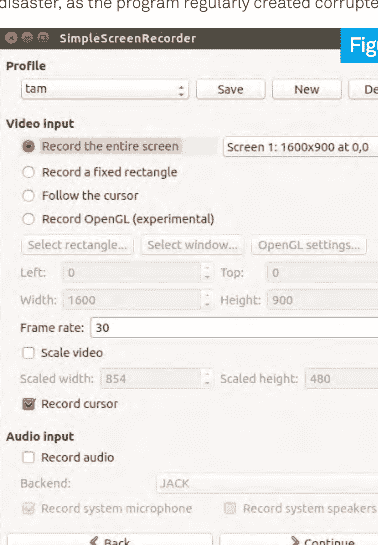 disaster, as the program regularly created corrupte
SimpleScreenRecorder
Fig
Profile
tam Save New De
Video input
Record the entire screen Screen 1: 1600x900 at 0,0
Record a fixed rectangle
Follow the cursor
Record OpenGL (experimental)
Select rectangle... Select window... OpenGL settings...
Left: 0 Top: 0
Width: 1600 Height: 900
Frame rate: 30
Scale video
Scaled width: 854 Scaled height: 480
Record cursor
Audio input
Record audio
Backend: JACK
Record system microphone Record system speakers
Back Continue